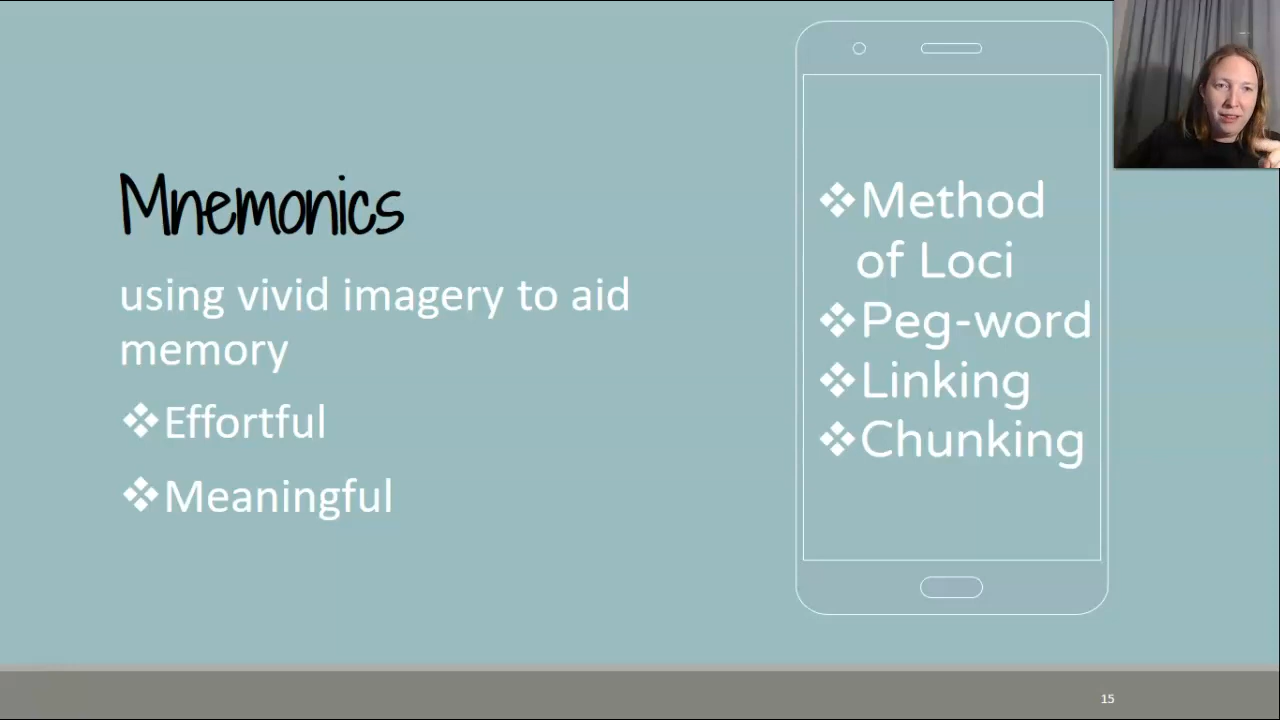 Mnemonics
using vivid imagery to aid
memory
❖Effortful
❖Meaningful
❖Method
of Loci
❖Peg-word
❖Linking
❖Chunking
15